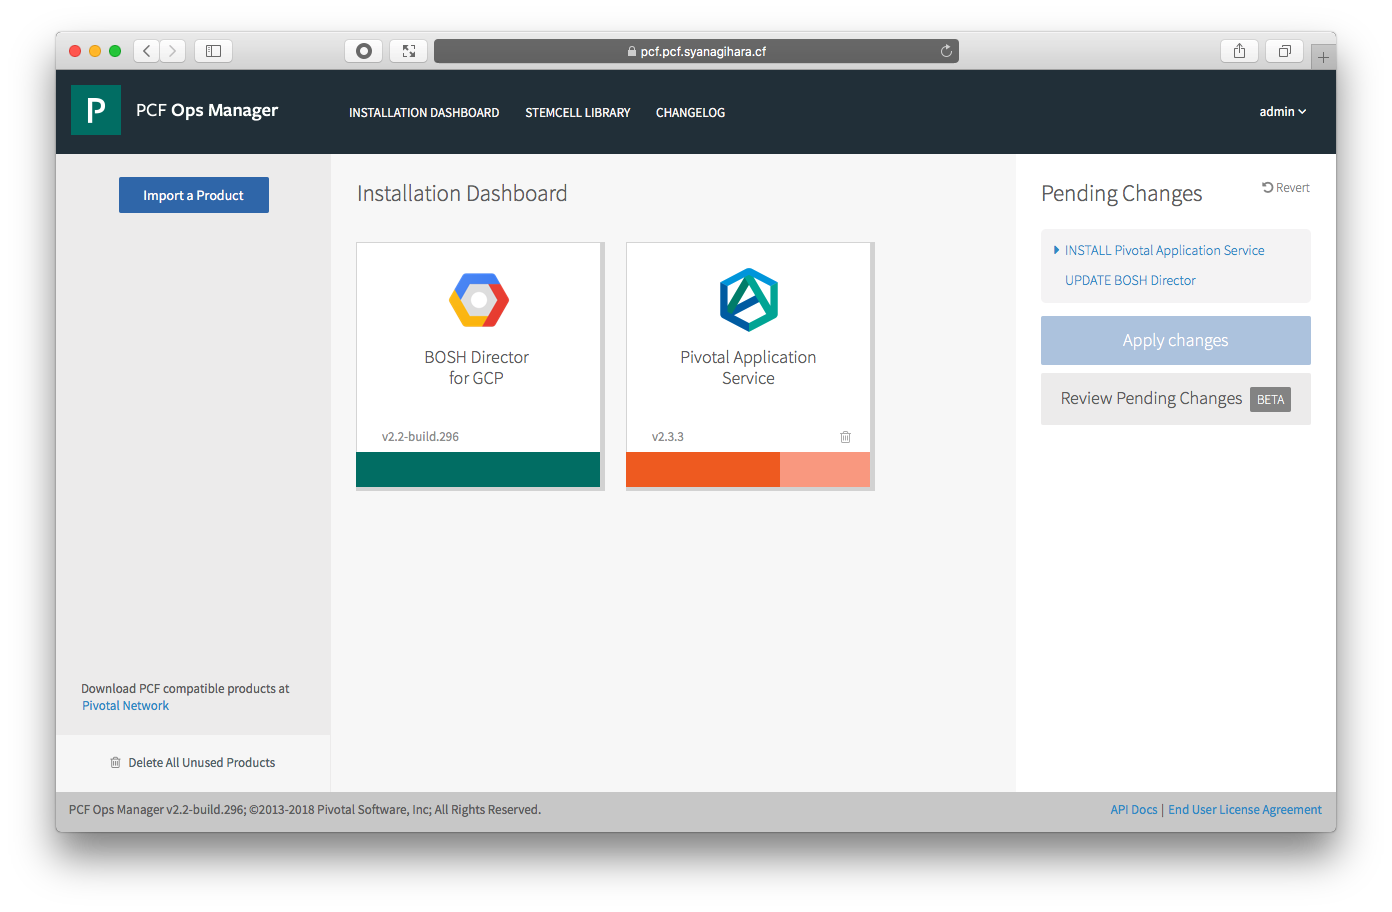 pcf.pcf.syanagihara.cf
P
PCF Ops Manager
INSTALLATION DASHBOARD
STEMCELL LIBRARY
CHANGELOG
admin
Import a Product
Installation Dashboard
Pending Changes
Revert
INSTALL Pivotal Application Service
UPDATE BOSH Director
Apply changes
Review Pending Changes BETA
BOSH Director
for GCP
v2.2-build.296
Pivotal Application
Service
v2.3.3
Download PCF compatible products at
Pivotal Network
Delete All Unused Products
PCF Ops Manager v2.2-build.296; ©2013-2018 Pivotal Software, Inc; All Rights Reserved.
API Docs | End User License Agreement